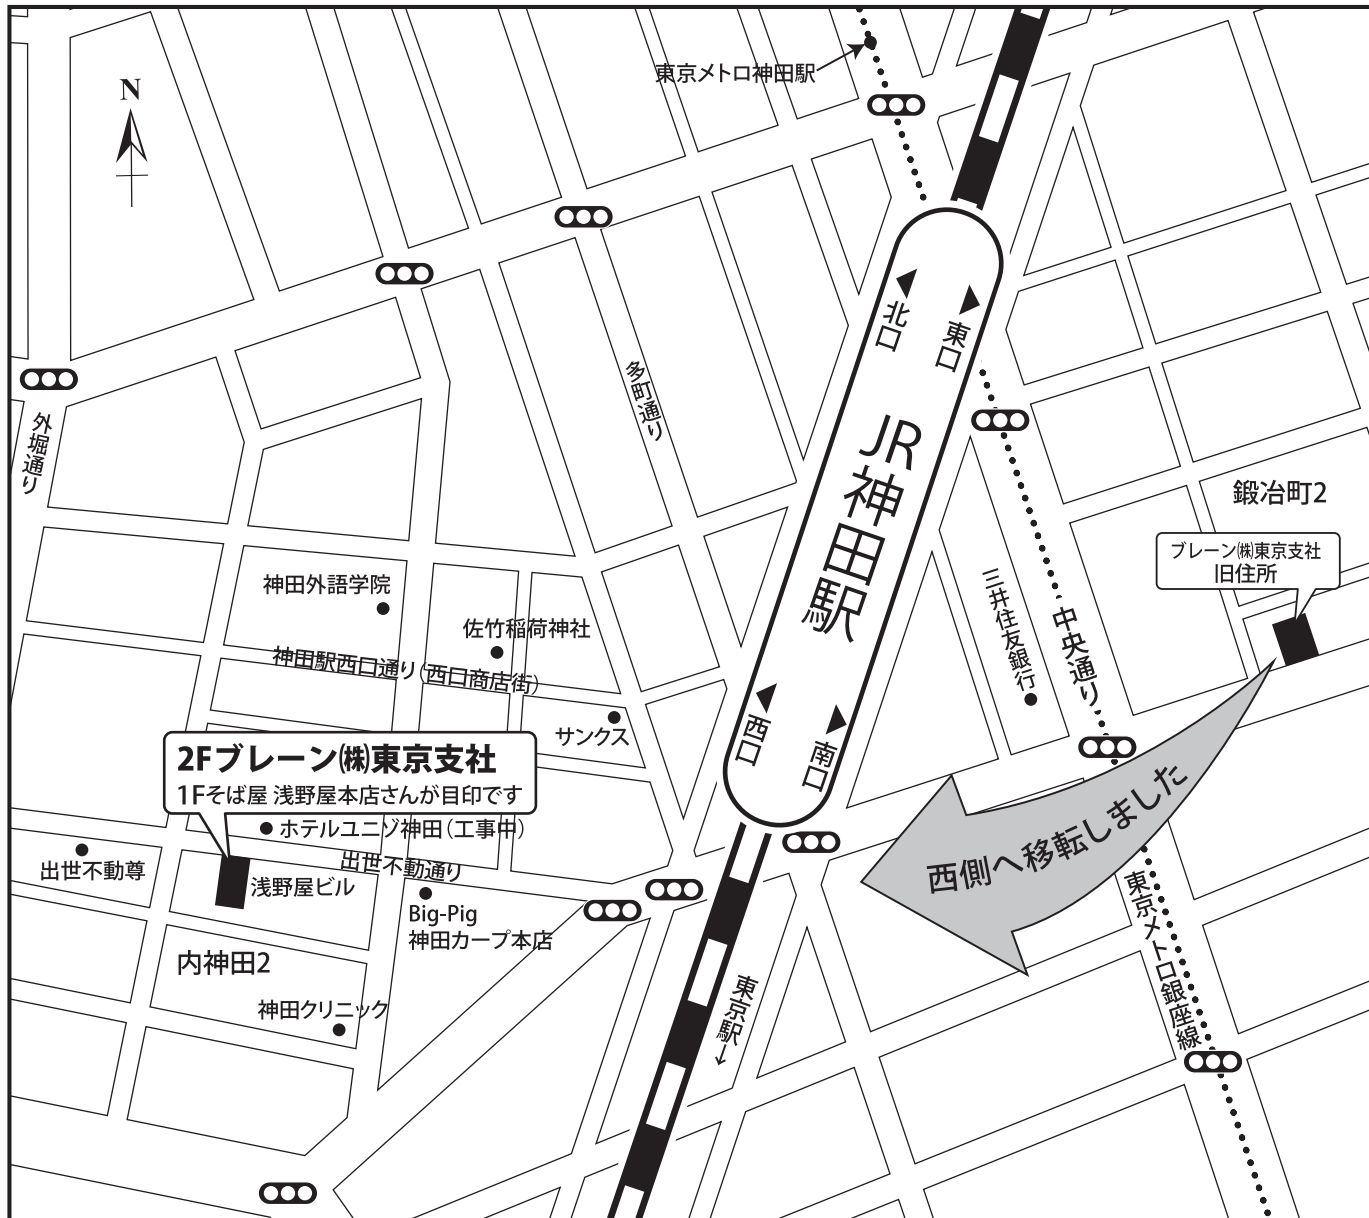 N
東京メトロ神田駅
外堀通り
多町通り
北口
東口
JR神田駅
西口
南口
鍛冶町2
ブレーン㈱東京支社
旧住所
三井住友銀行
中央通り
神田外語学院
佐竹稲荷神社
神田駅西口通り(西口商店街)
サンクス
2Fブレーン㈱東京支社
1Fそば屋 浅野屋本店さんが目印です
ホテルユニゾ神田(工事中)
出世不動尊
出世不動通り
浅野屋ビル
Big-Pig
神田カープ本店
内神田2
神田クリニック
西側へ移転しました
東京メトロ銀座線
東京駅→